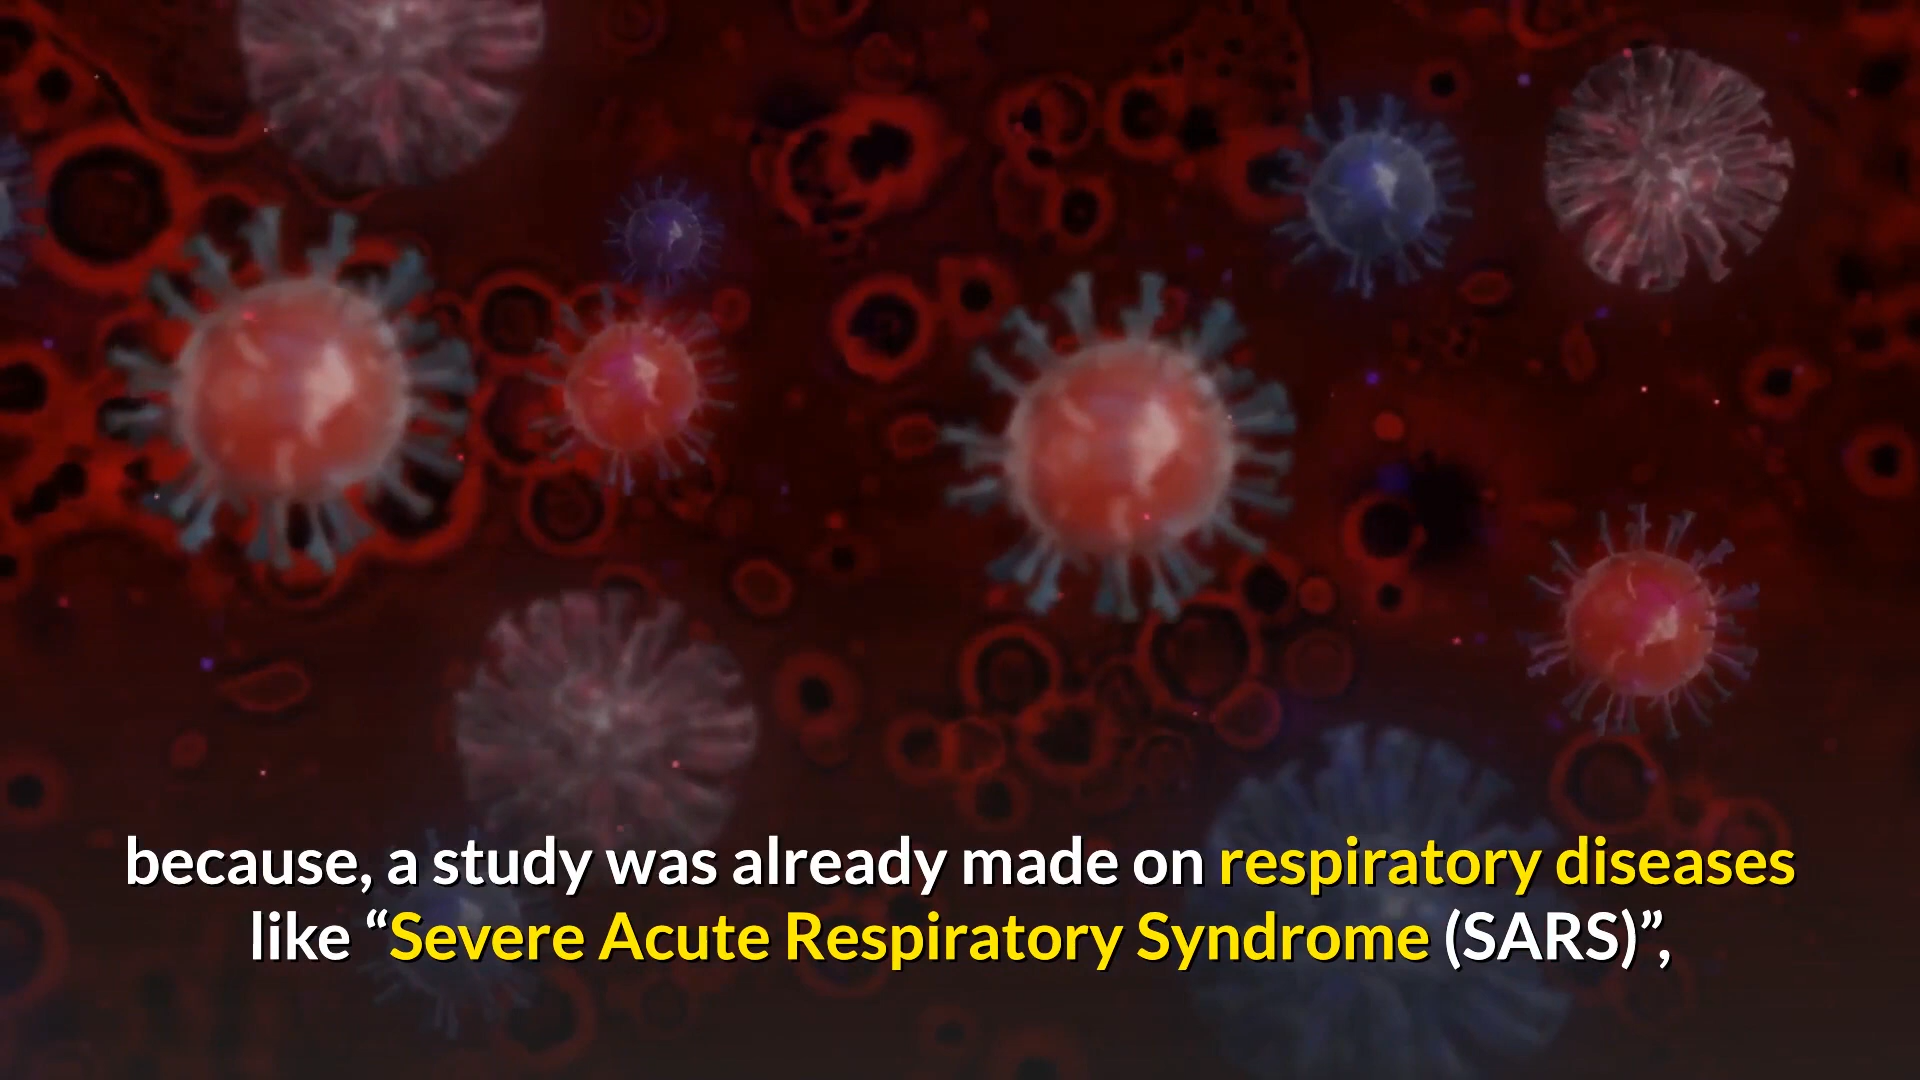 because, a study was already made on respiratory diseases
like “Severe Acute Respiratory Syndrome (SARS)”,